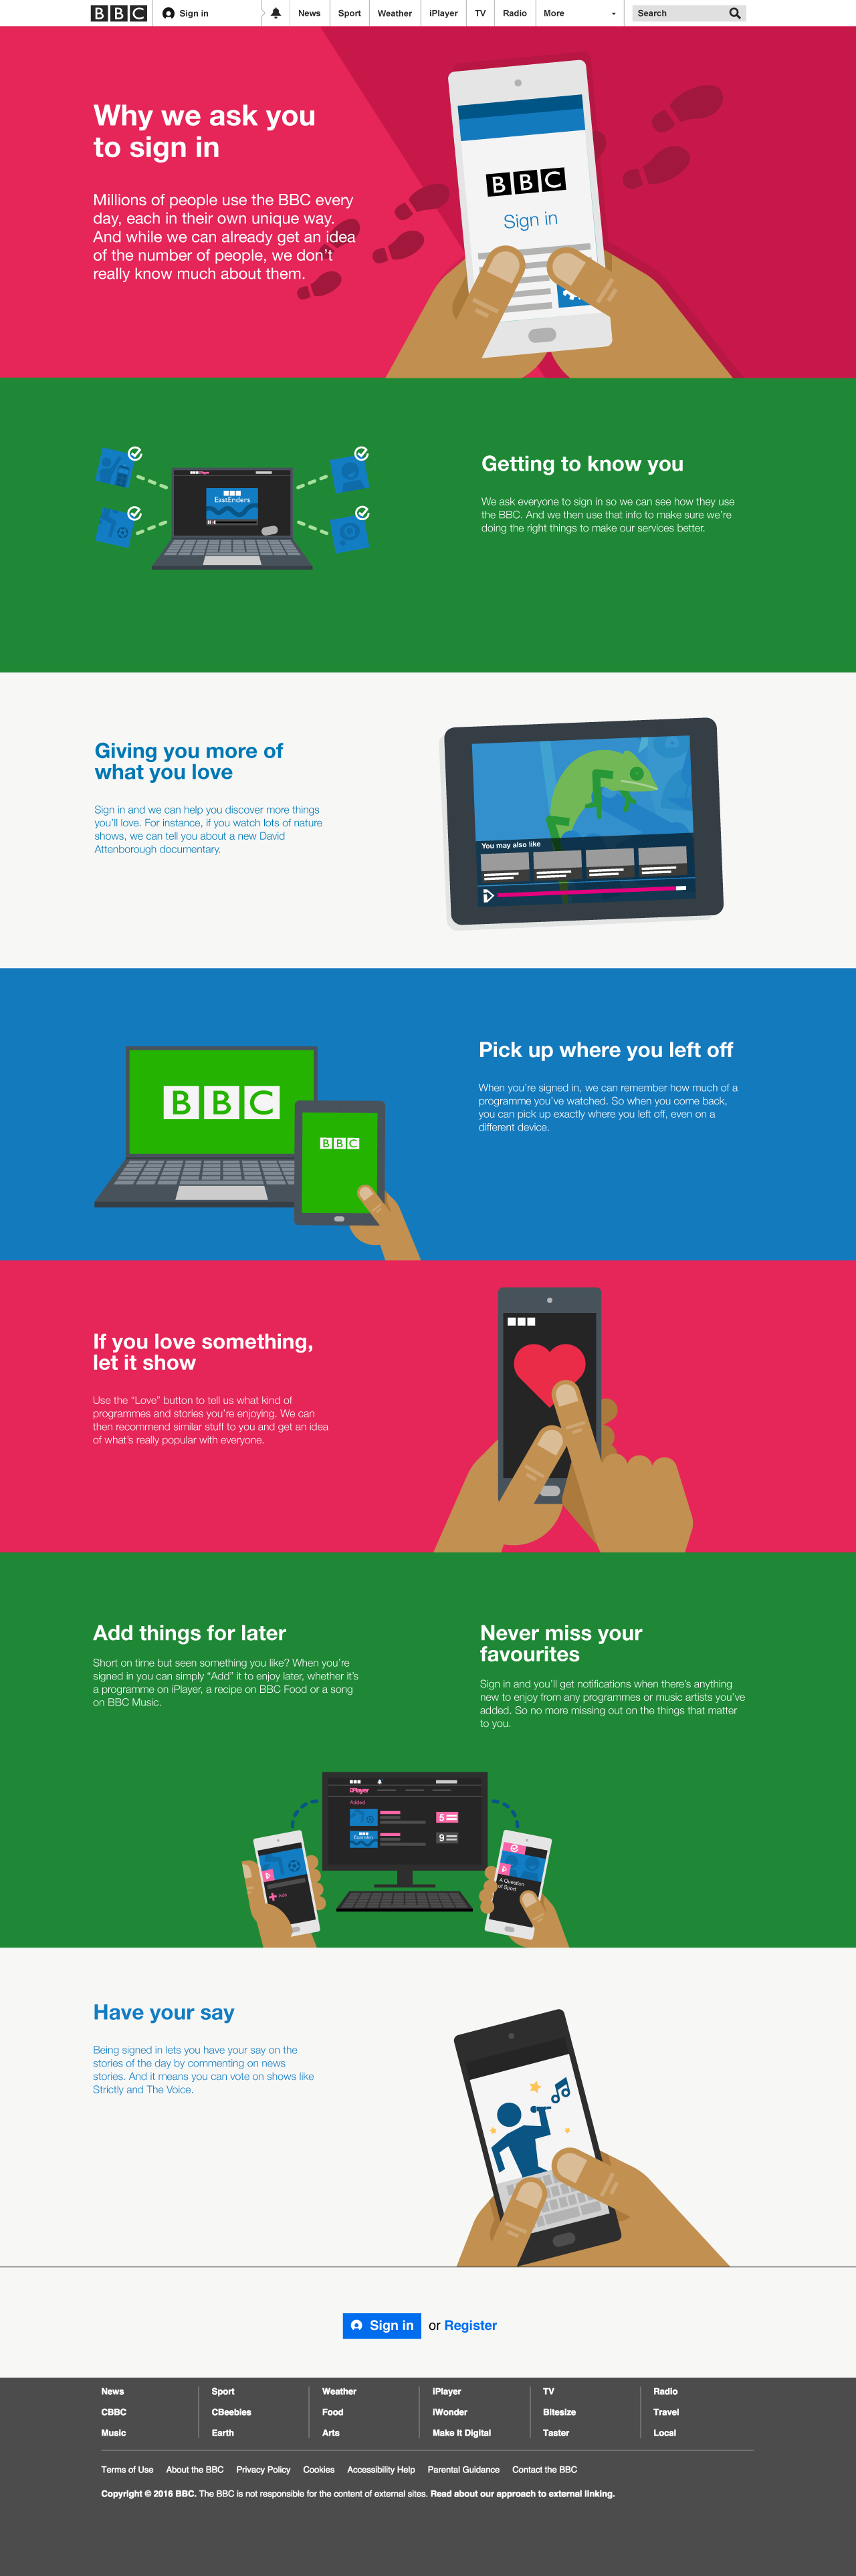 BBC
Sign in
News
Sport
Weather
iPlayer
TV
Radio
More
Search
Why we ask you
to sign in
Millions of people use the BBC every
day, each in their own unique way.
And while we can already get an idea
of the number of people, we don't
really know much about them.
BBC
Sign in
EastEnders
Getting to know you
We ask everyone to sign in so we can see how they use
the BBC. And we then use that info to make sure we're
doing the right things to make our services better.
Giving you more of
what you love
Sign in and we can help you discover more things
you'll love. For instance, if you watch lots of nature
shows, we can tell you about a new David
Attenborough documentary.
You may also like
Pick up where you left off
When you're signed in, we can remember how much of a
programme you've watched. So when you come back,
you can pick up exactly where you left off, even on a
different device.
BBC
BBC
If you love something,
let it show
Use the “Love” button to tell us what kind of
programmes and stories you're enjoying. We can
then recommend similar stuff to you and get an idea
of what's really popular with everyone.
Add things for later
Short on time but seen something you like? When you're
signed in you can simply “Add” it to enjoy later, whether it's
a programme on iPlayer, a recipe on BBC Food or a song
on BBC Music.
Never miss your
favourites
Sign in and you'll get notifications when there's anything
new to enjoy from any programmes or music artists you've
added. So no more missing out on the things that matter
to you.
iPlayer
Added
5
EastEnders
9
Add
A Question
of Sport
Have your say
Being signed in lets you have your say on the
stories of the day by commenting on news
stories. And it means you can vote on shows like
Strictly and The Voice.
Sign in or Register
News
Sport
Weather
iPlayer
TV
Radio
CBBC
CBeebies
Food
iWonder
Bitesize
Travel
Music
Earth
Arts
Make It Digital
Taster
Local
Terms of Use
About the BBC
Privacy Policy
Cookies
Accessibility Help
Parental Guidance
Contact the BBC
Copyright © 2016 BBC. The BBC is not responsible for the content of external sites. Read about our approach to external linking.